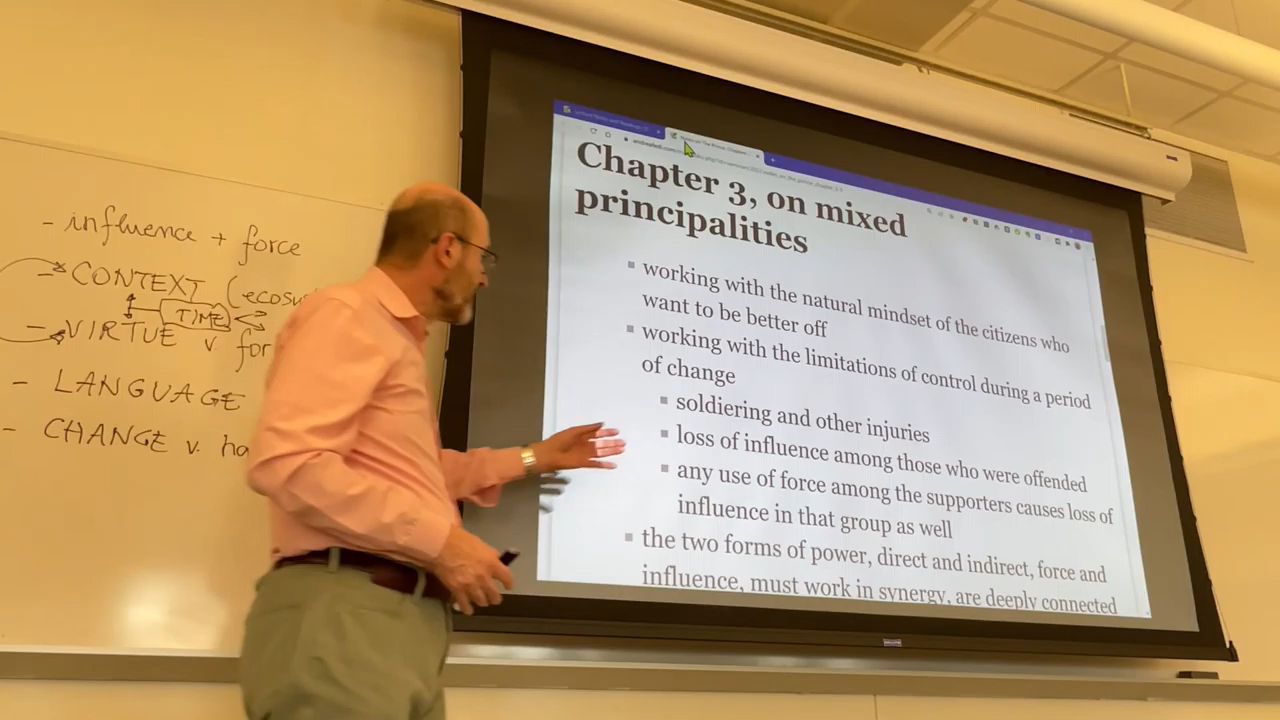 - influence + force
- CONTEXT (ecosys
TIME
- VIRTUE v. for
- LANGUAGE
- CHANGE v. ha
Chapter 3, on mixed
principalities
▪ working with the natural mindset of the citizens who
want to be better off
▪ working with the limitations of control during a period
of change
▪ soldiering and other injuries
▪ loss of influence among those who were offended
▪ any use of force among the supporters causes loss of
influence in that group as well
▪ the two forms of power, direct and indirect, force and
influence, must work in synergy, are deeply connected